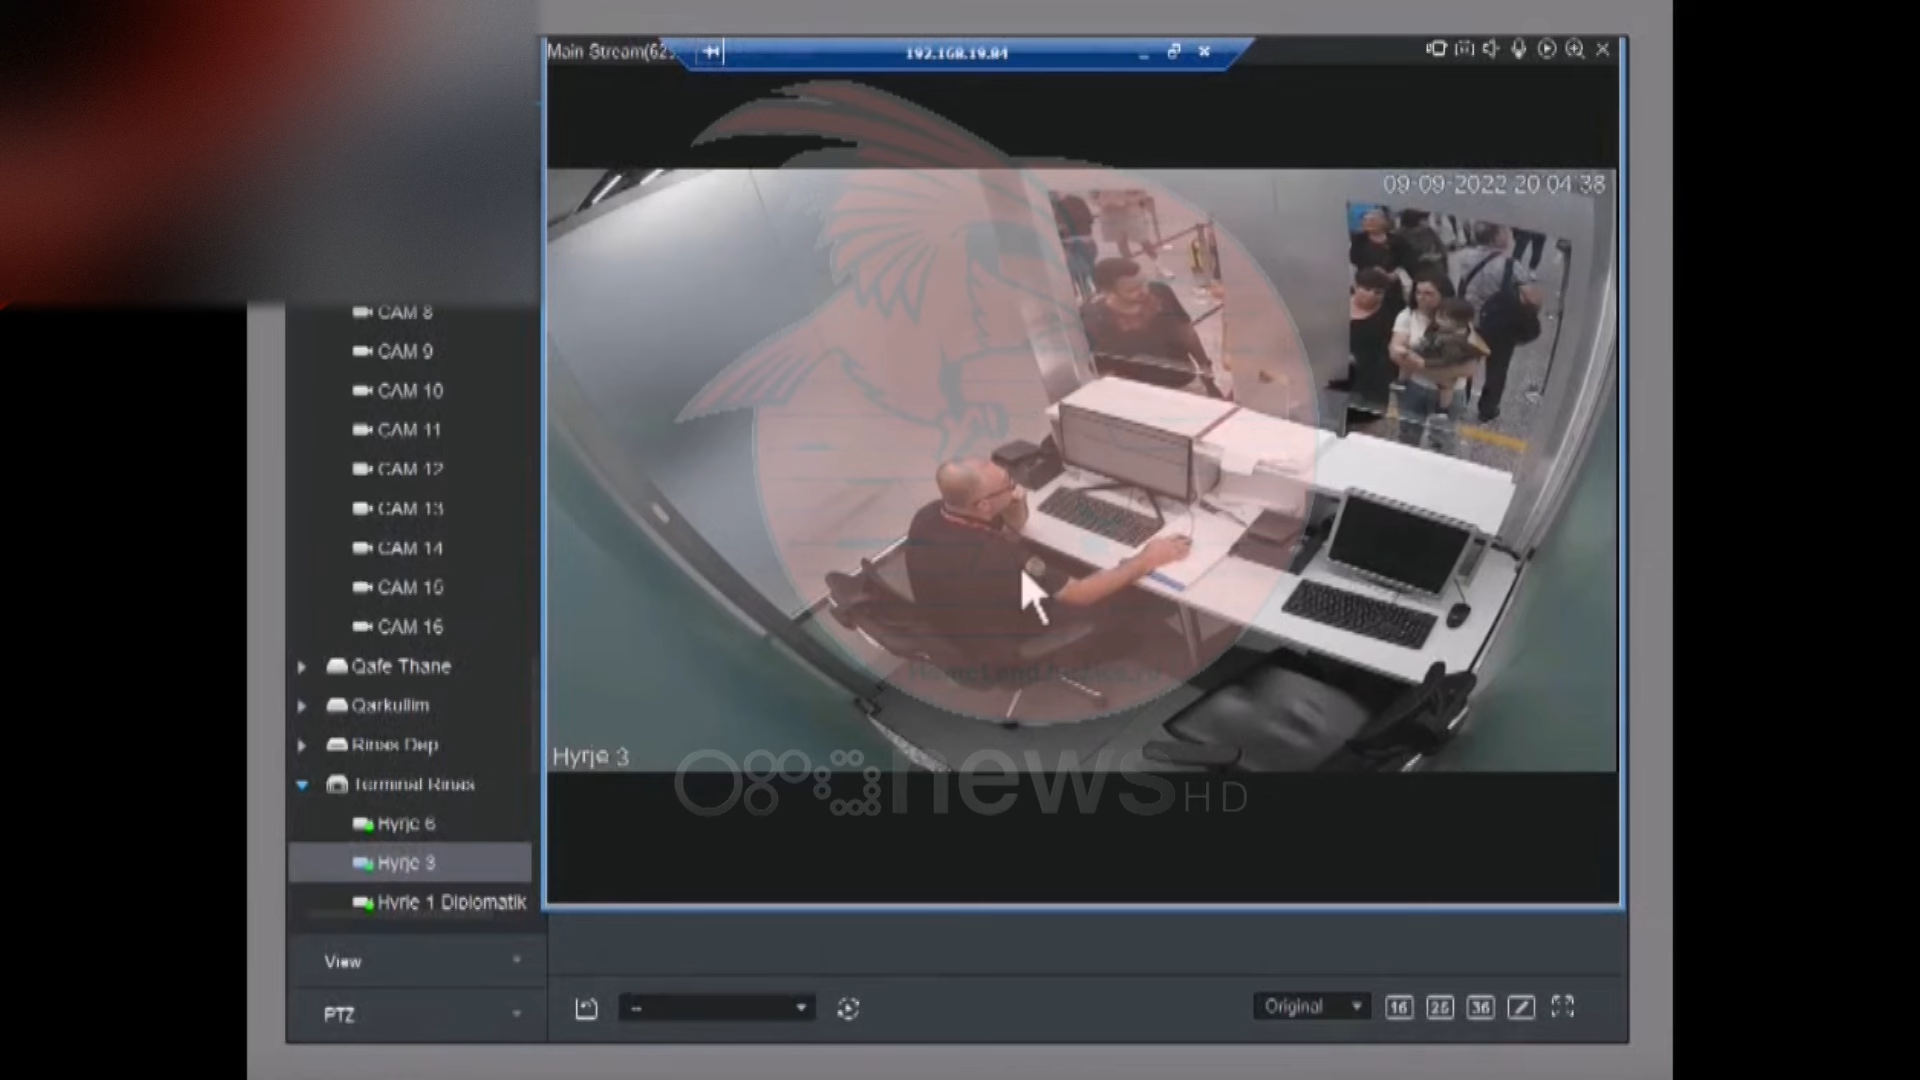 Main Stream(62
192.168.19.84
09-09-2022 20:04:38
CAM 8
CAM 9
CAM 10
CAM 11
CAM 12
CAM 13
CAM 14
CAM 15
CAM 16
Qafe Thane
Qarkullim
Rinas Dep
Terminal Rinas
Hyrje 6
Hyrje 3
Hyrje 1 Diplomatik
Hyrje 3
news HD
View
PTZ
--
Original
16
25
36